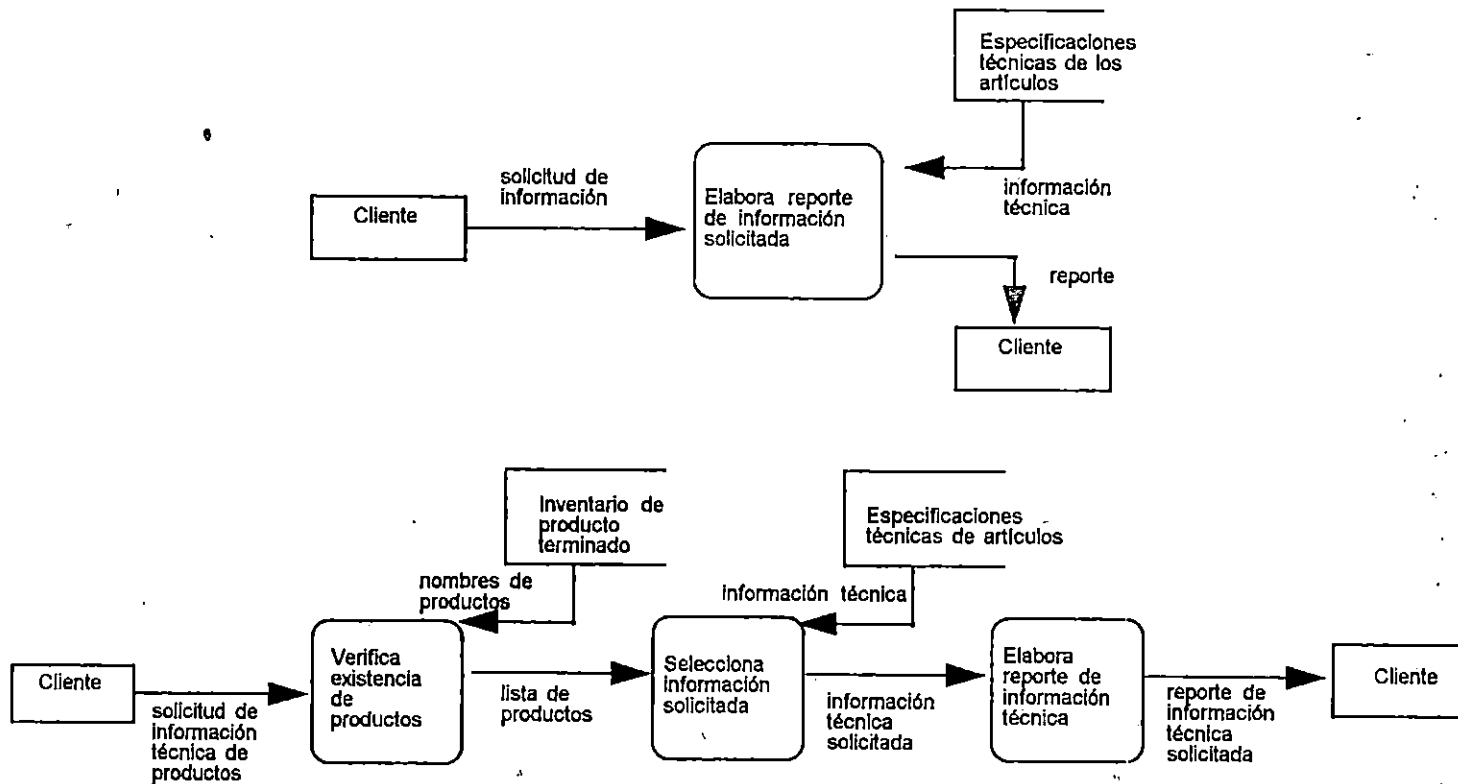 Especificaciones
técnicas de los
artículos
solicitud de
información
Cliente
Elabora reporte
de información
solicitada
información
técnica
reporte
Cliente
Inventario de
producto
terminado
Especificaciones
técnicas de artículos
nombres de
productos
información técnica
Cliente
solicitud de
información
técnica de
productos
Verifica
existencia
de
productos
lista de
productos
Selecciona
información
solicitada
información
técnica
solicitada
Elabora
reporte de
información
técnica
reporte de
información
técnica
solicitada
Cliente